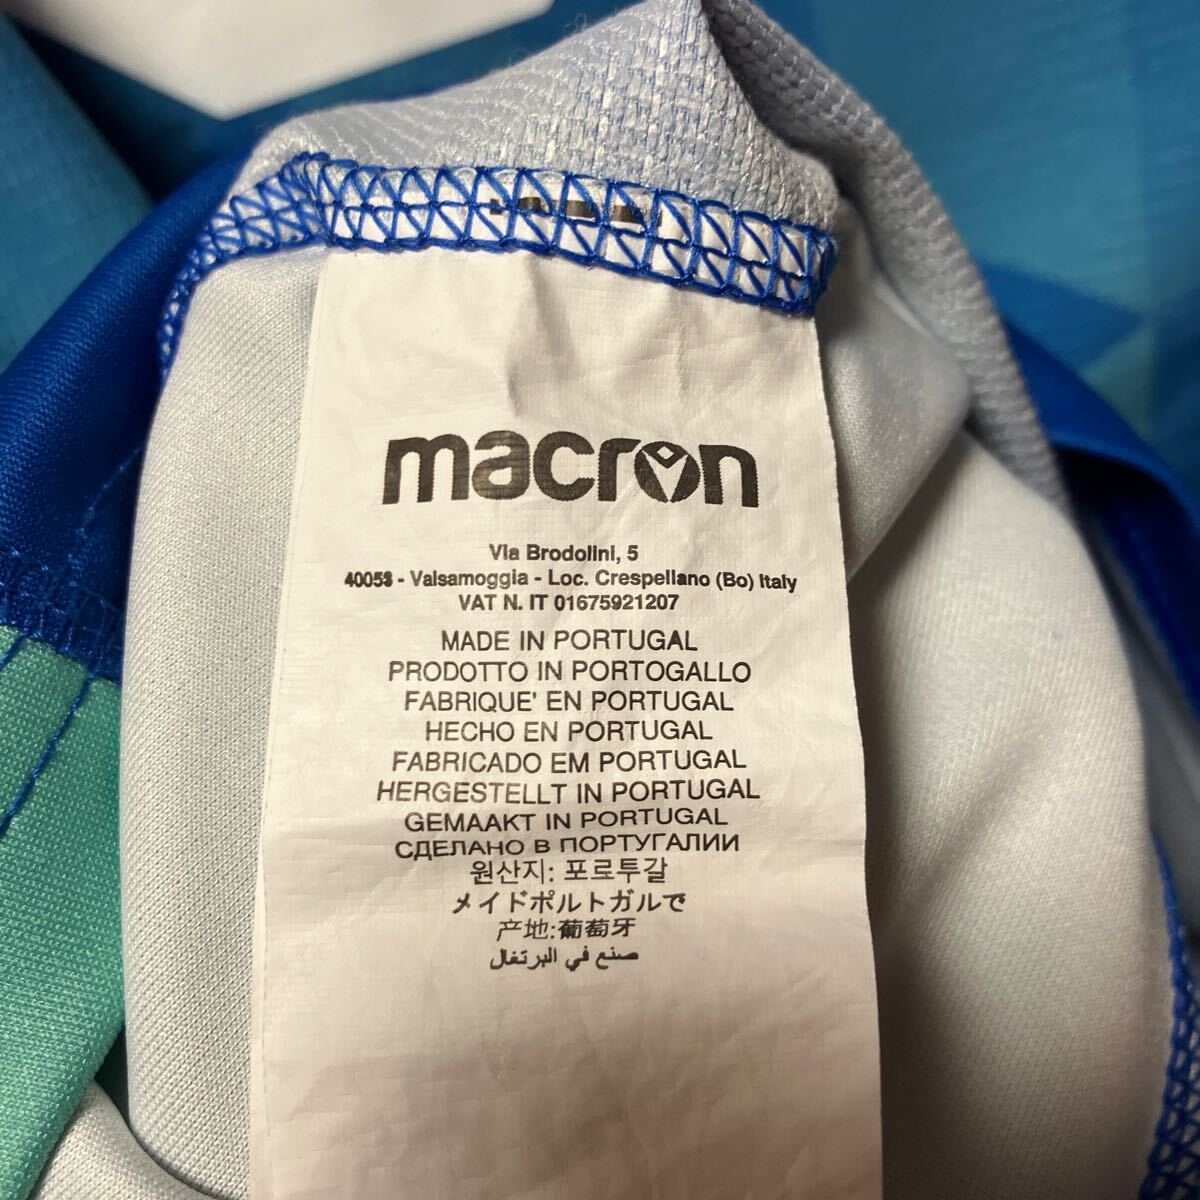 macron
Via Brodolini, 5
40053 - Valsamoggia - Loc. Crespellano (Bo) Italy
VAT N. IT 01675921207
MADE IN PORTUGAL
PRODOTTO IN PORTOGALLO
FABRIQUE' EN PORTUGAL
HECHO EN PORTUGAL
FABRICADO EM PORTUGAL
HERGESTELLT IN PORTUGAL
GEMAAKT IN PORTUGAL
СДЕЛАНО В ПОРТУГАЛИИ
원산지: 포르투갈
メイドポルトガルで
产地:葡萄牙
صنع في البرتغال